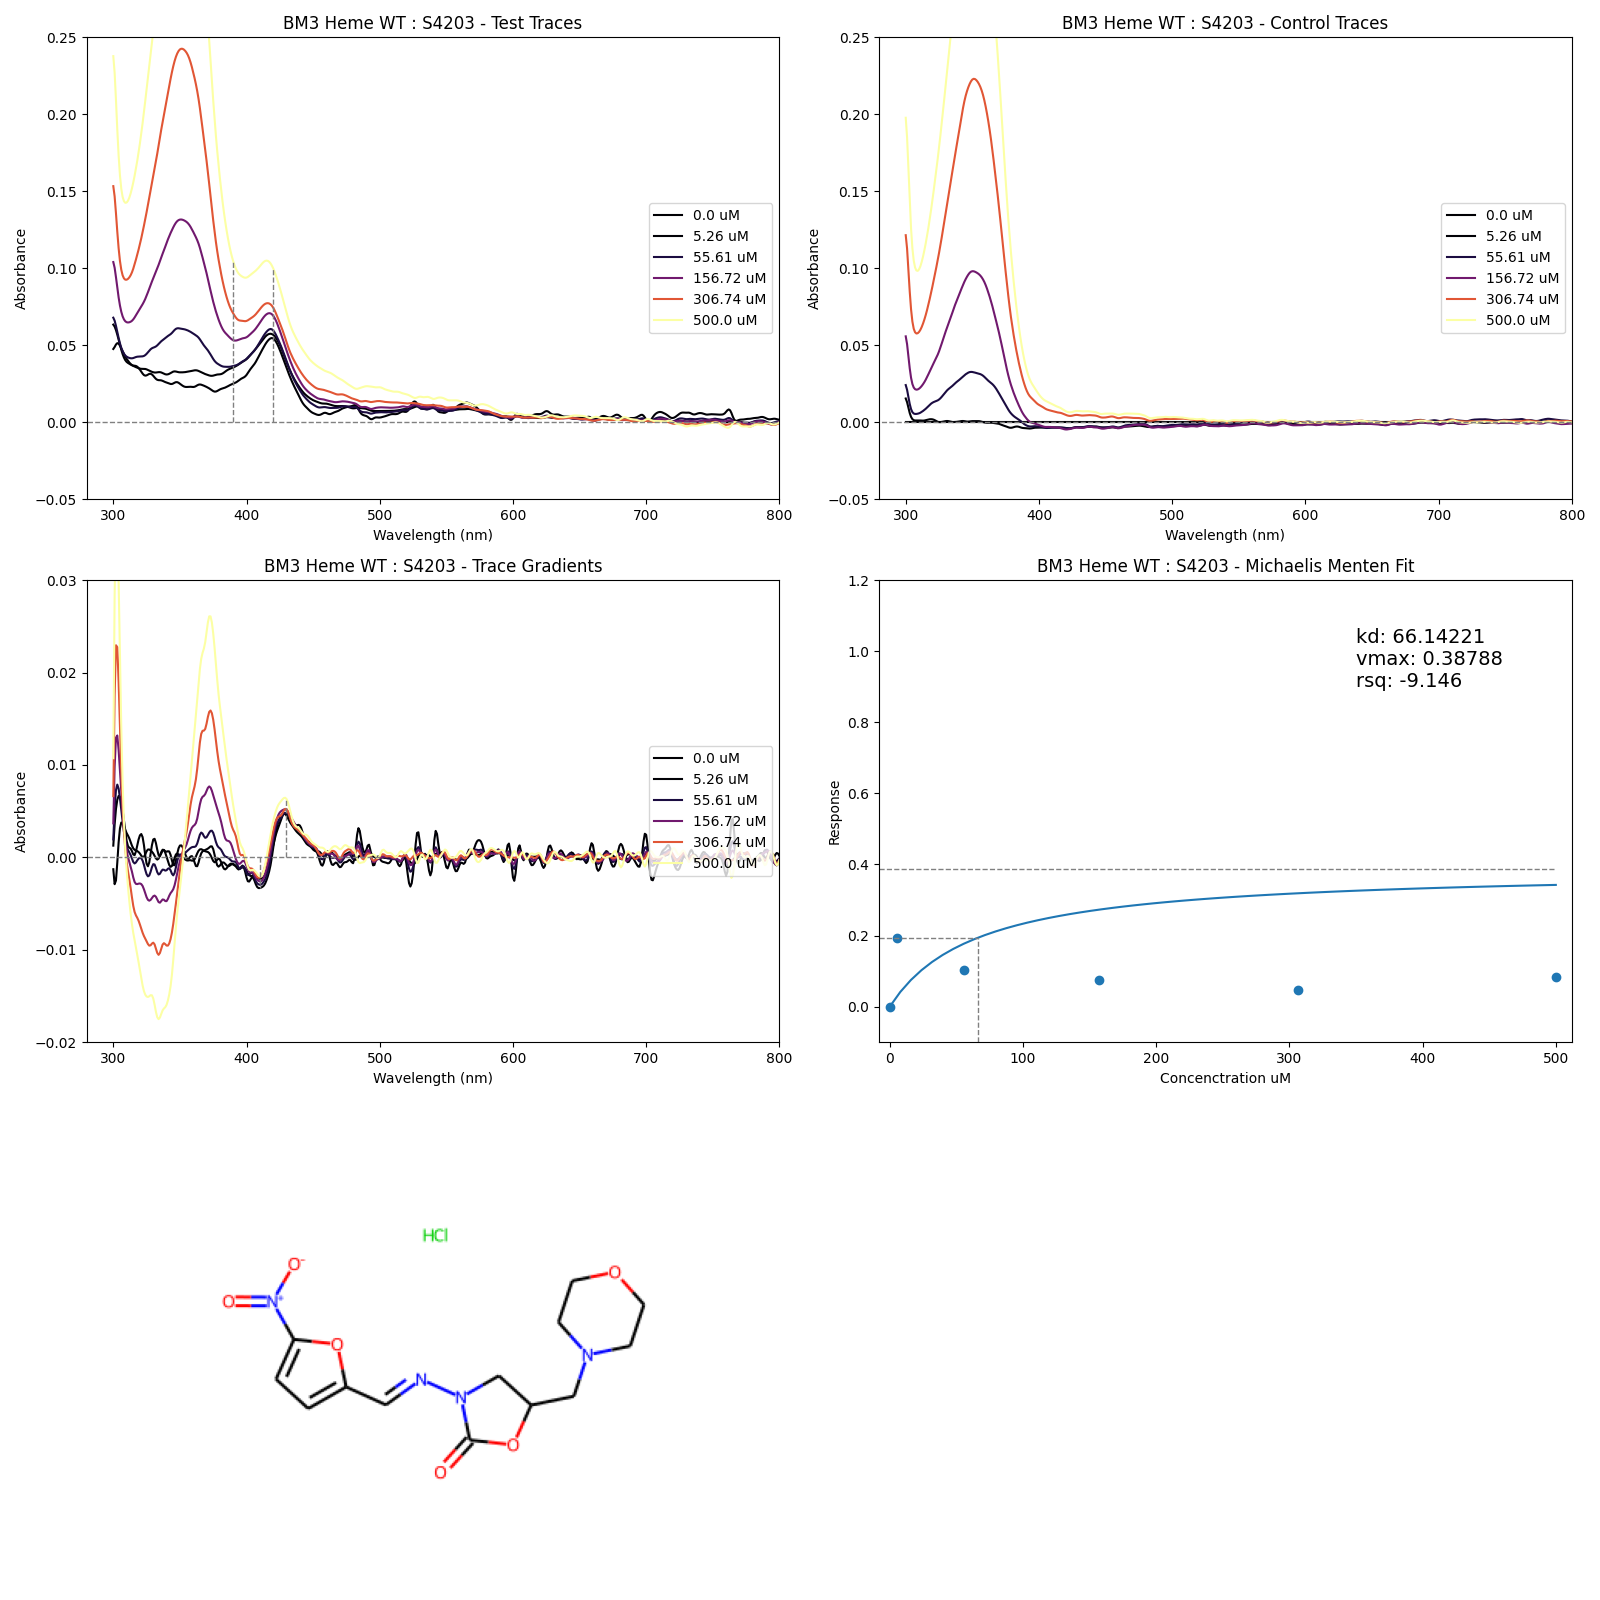 BM3 Heme WT : S4203 - Test Traces
Absorbance
0.25
0.20
0.15
0.10
0.05
0.00
−0.05
300
400
500
600
700
800
Wavelength (nm)
0.0 uM
5.26 uM
55.61 uM
156.72 uM
306.74 uM
500.0 uM
BM3 Heme WT : S4203 - Control Traces
Absorbance
0.25
0.20
0.15
0.10
0.05
0.00
−0.05
300
400
500
600
700
800
Wavelength (nm)
0.0 uM
5.26 uM
55.61 uM
156.72 uM
306.74 uM
500.0 uM
BM3 Heme WT : S4203 - Trace Gradients
Absorbance
0.03
0.02
0.01
0.00
−0.01
−0.02
300
400
500
600
700
800
Wavelength (nm)
0.0 uM
5.26 uM
55.61 uM
156.72 uM
306.74 uM
500.0 uM
BM3 Heme WT : S4203 - Michaelis Menten Fit
Response
1.2
1.0
0.8
0.6
0.4
0.2
0.0
0
100
200
300
400
500
Concenctration uM
kd: 66.14221
vmax: 0.38788
rsq: -9.146
HCl
O-
O
N+
O
N
N
O
O
N
O